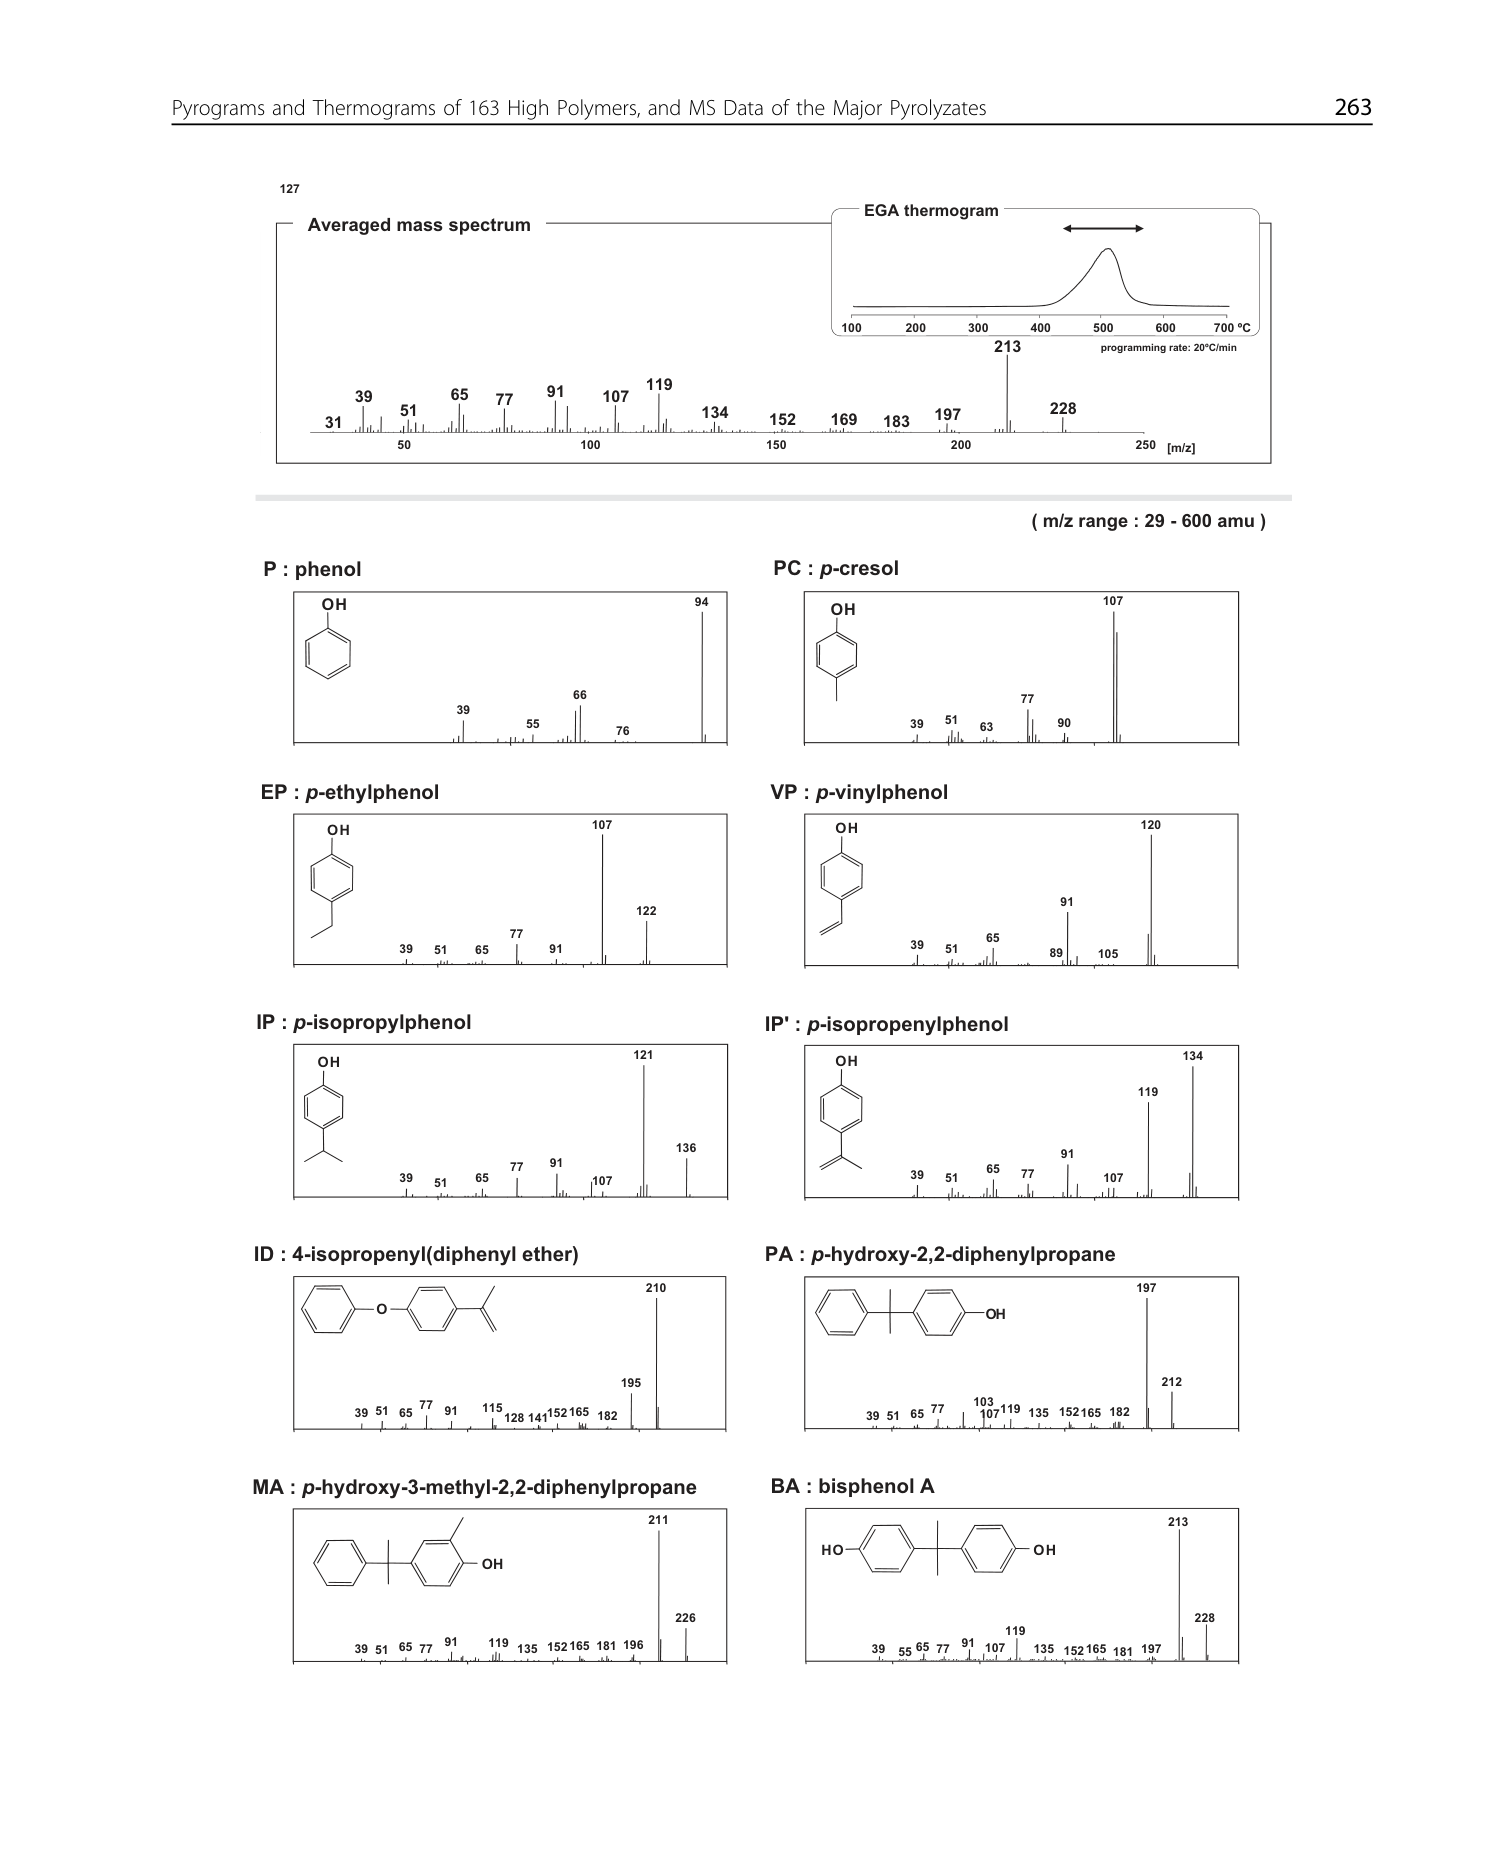 Pyrograms and Thermograms of 163 High Polymers, and MS Data of the Major Pyrolyzates 263
127
Averaged mass spectrum
EGA thermogram
100 200 300 400 500 600 700 ºC
programming rate: 20ºC/min
31 39 51 65 77 91 107 119 134 152 169 183 197 213 228
50 100 150 200 250 [m/z]
( m/z range : 29 - 600 amu )
P : phenol
OH
39 55 66 76 94
PC : p-cresol
OH
39 51 63 77 90 107
EP : p-ethylphenol
OH
39 51 65 77 91 107 122
VP : p-vinylphenol
OH
39 51 65 89 91 105 120
IP : p-isopropylphenol
OH
39 51 65 77 91 107 121 136
IP' : p-isopropenylphenol
OH
39 51 65 77 91 107 119 134
ID : 4-isopropenyl(diphenyl ether)
O
39 51 65 77 91 115 128 141 152 165 182 195 210
PA : p-hydroxy-2,2-diphenylpropane
OH
39 51 65 77 103 107 119 135 152 165 182 197 212
MA : p-hydroxy-3-methyl-2,2-diphenylpropane
OH
39 51 65 77 91 119 135 152 165 181 196 211 226
BA : bisphenol A
HO OH
39 55 65 77 91 107 119 135 152 165 181 197 213 228